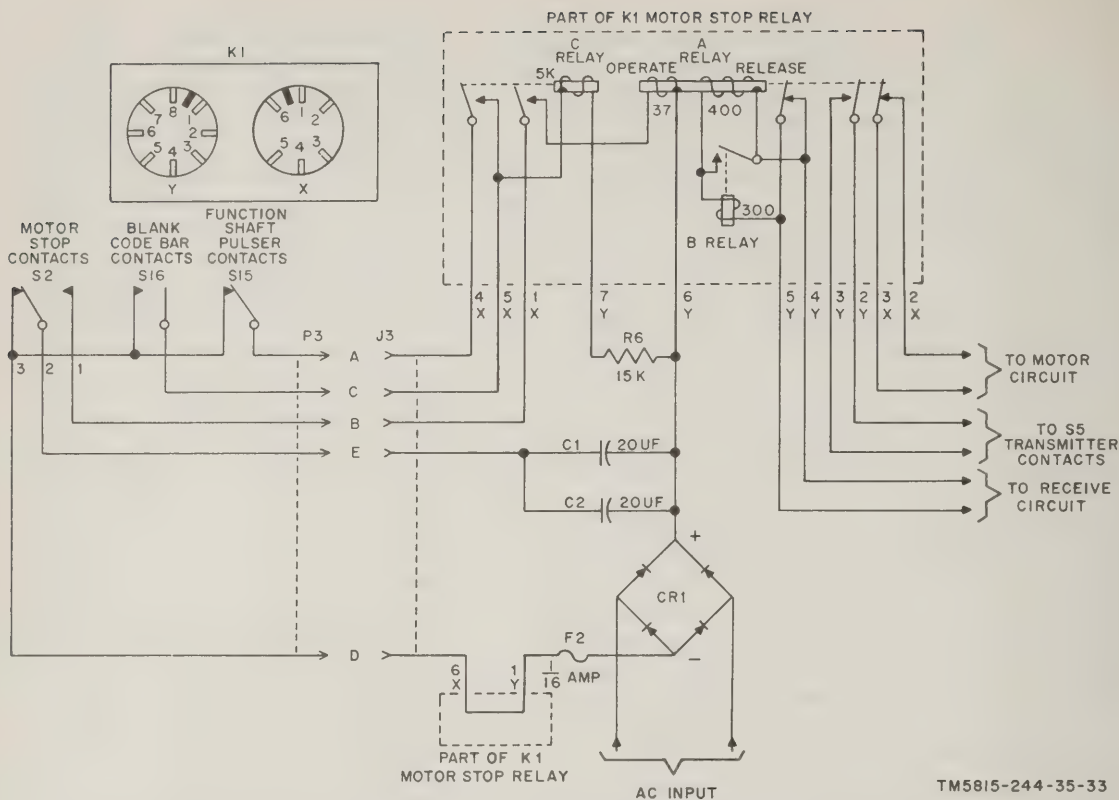 PART OF K1 MOTOR STOP RELAY
K1
C
RELAY
5K
A
RELAY
OPERATE
RELEASE
37
400
8
1
2
3
4
5
6
7
Y
1
2
3
4
5
6
X
300
B RELAY
MOTOR
STOP
CONTACTS
S2
BLANK
CODE BAR
CONTACTS
S16
FUNCTION
SHAFT
PULSER
CONTACTS
S15
4
X
5
X
1
X
7
Y
6
Y
5
Y
4
Y
3
Y
2
Y
3
X
2
X
3
2
1
P3
J3
A
C
B
E
D
R6
15K
TO MOTOR
CIRCUIT
TO S5
TRANSMITTER
CONTACTS
TO RECEIVE
CIRCUIT
C1
20UF
C2
20UF
+
CR1
-
F2
1/16
AMP
6
X
1
Y
PART OF K1
MOTOR STOP RELAY
AC INPUT
TM5815-244-35-33